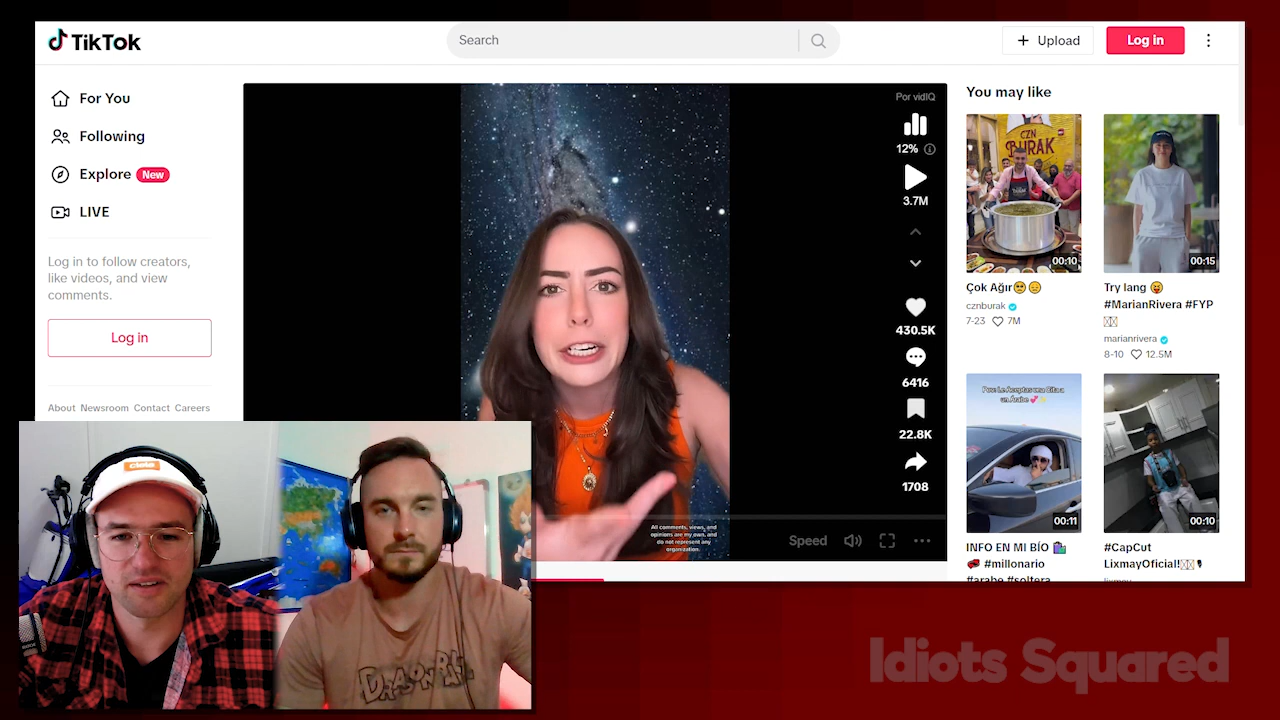 TikTok
Search
Upload
Log in
For You
Following
Explore New
LIVE
Log in to follow creators,
like videos, and view
comments.
Log in
About Newsroom Contact Careers
Por vidIQ
12%
3.7M
430.5K
6416
22.8K
1708
All comments, views, and
opinions are my own, and
do not represent any
organization.
Speed
You may like
CZN
BURAK
00:10
Çok Ağır
cznburak
7-23 7M
00:15
Try lang
#MarianRivera #FYP
marianrivera
8-10 12.5M
00:11
INFO EN MI BÍO
#millonario
#arabe #soltera
00:10
#CapCut
LixmayOficial!
Idiots Squared